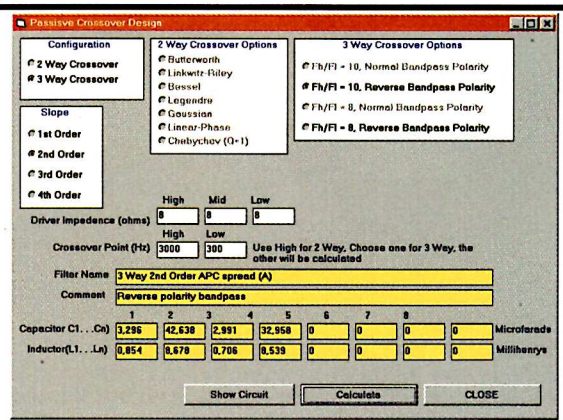 Passive Crossover Design
Configuration
2 Way Crossover
3 Way Crossover
Slope
1st Order
2nd Order
3rd Order
4th Order
2 Way Crossover Options
Butterworth
Linkwitz-Riley
Bessel
Legendre
Gaussian
Linear-Phase
Chebychov (Q=1)
3 Way Crossover Options
Fh/Fl = 10, Normal Bandpass Polarity
Fh/Fl = 10, Reverse Bandpass Polarity
Fh/Fl = 8, Normal Bandpass Polarity
Fh/Fl = 8, Reverse Bandpass Polarity
High Mid Low
Driver Impedance (ohms) 8 8 8
High Low
Crossover Point (Hz) 3000 300 Use High for 2 Way, Choose one for 3 Way, the
other will be calculated
Filter Name 3 Way 2nd Order APC spread (A)
Comment Reverse polarity bandpass
1 2 3 4 5 6 7 8
Capacitor C1. . .Cn) 3,296 42,638 2,991 32,958 0 0 0 0 Microfarads
Inductor(L1. . .Ln) 0,854 8,678 0,706 8,539 0 0 0 0 Millihenrys
Show Circuit Calculate CLOSE